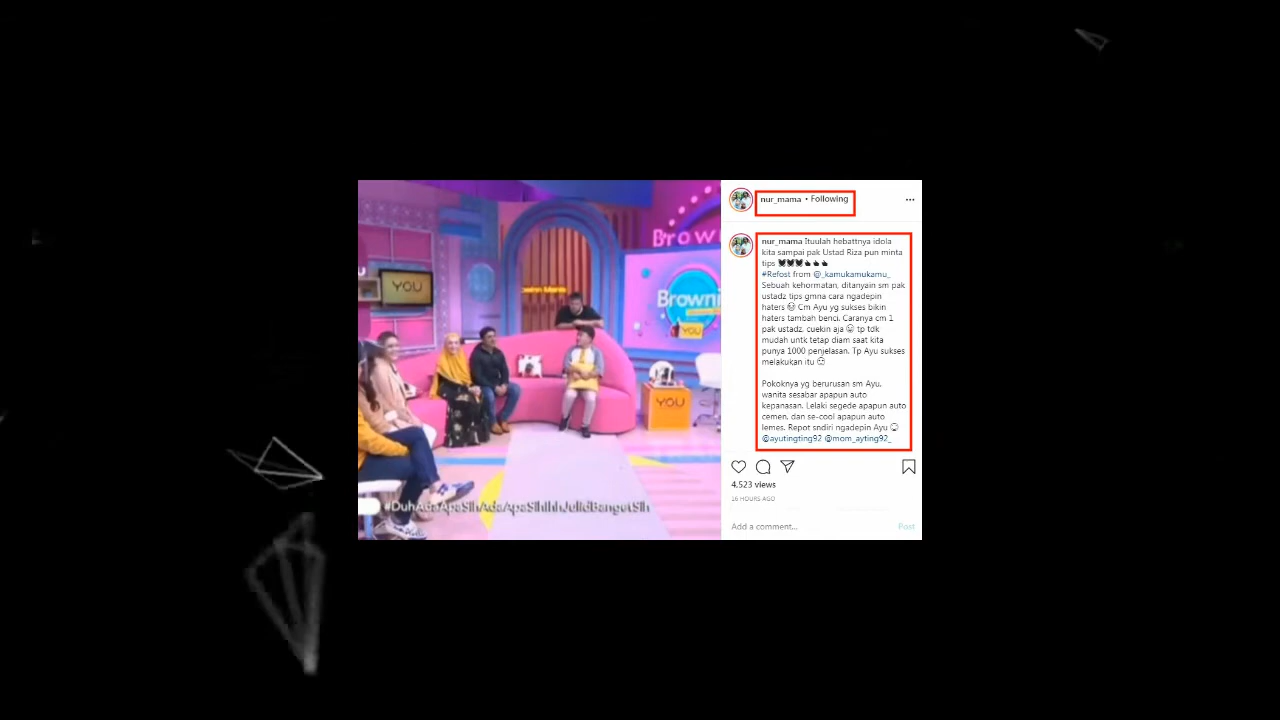 YOU
Brown
Browni
YOU
YOU
#DuhAdaApaSihAdaApaSihIhhJulidBangetSih
nur_mama • Following
nur_mama Ituulah hebattnya idola
kita sampai pak Ustad Riza pun minta
tips
#Refost from @_kamukamukamu_
Sebuah kehormatan, ditanyain sm pak
ustadz tips gmna cara ngadepin
haters 😅 Cm Ayu yg sukses bikin
haters tambah benci. Caranya cm 1
pak ustadz, cuekin aja 😀 tp tdk
mudah untk tetap diam saat kita
punya 1000 penjelasan. Tp Ayu sukses
melakukan itu 😊
Pokoknya yg berurusan sm Ayu,
wanita sesabar apapun auto
kepanasan. Lelaki segede apapun auto
cemen, dan se-cool apapun auto
lemes. Repot sndiri ngadepin Ayu 😊
@ayutingting92 @mom_ayting92_
4,523 views
16 HOURS AGO
Add a comment...
Post